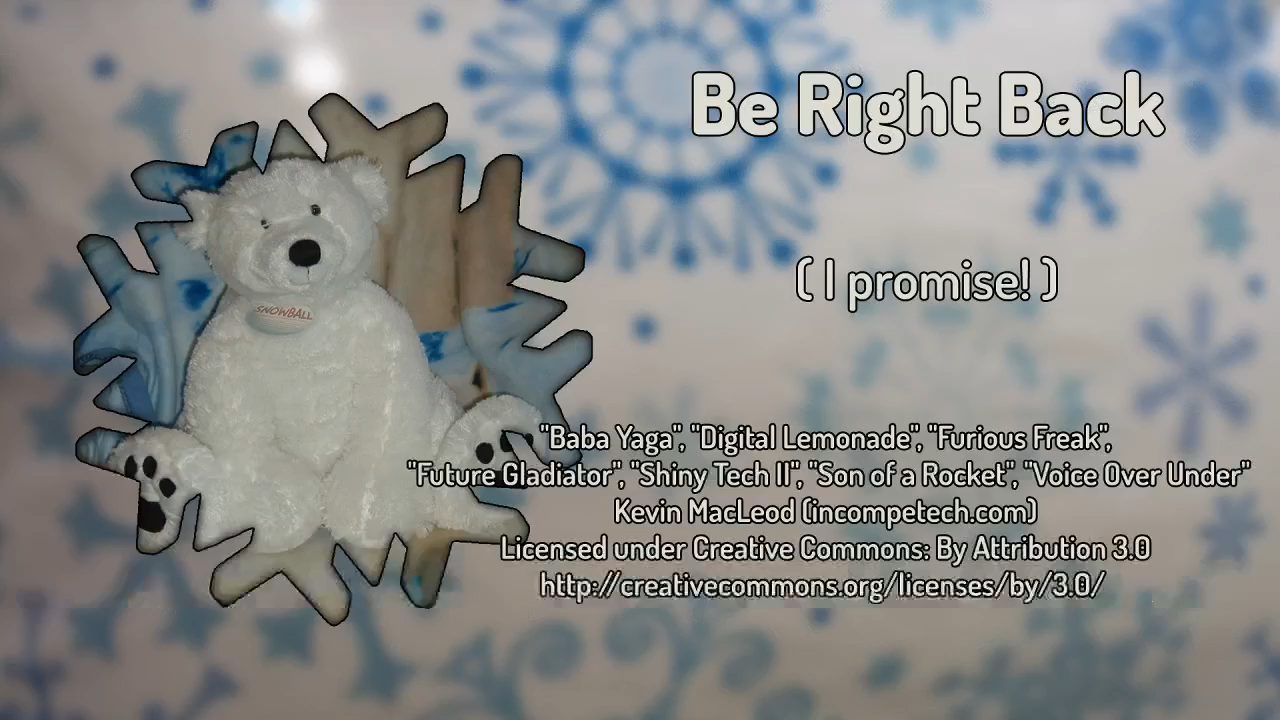 Be Right Back
( I promise! )
SNOWBALL
"Baba Yaga", "Digital Lemonade", "Furious Freak",
"Future Gladiator", "Shiny Tech II", "Son of a Rocket", "Voice Over Under"
Kevin MacLeod (incompetech.com)
Licensed under Creative Commons: By Attribution 3.0
http://creativecommons.org/licenses/by/3.0/